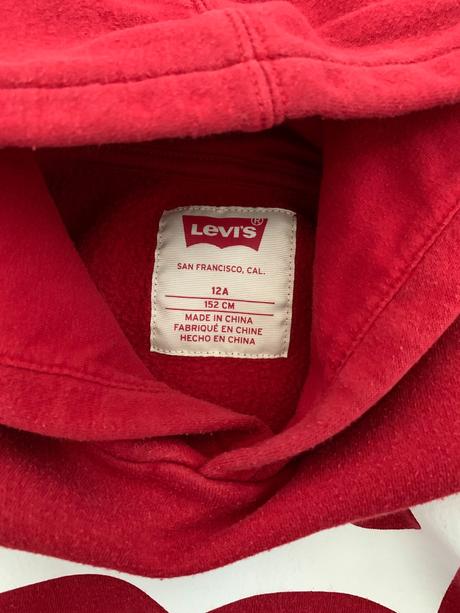 Levi's®
SAN FRANCISCO, CAL.
12A
152 CM
MADE IN CHINA
FABRIQUÉ EN CHINE
HECHO EN CHINA